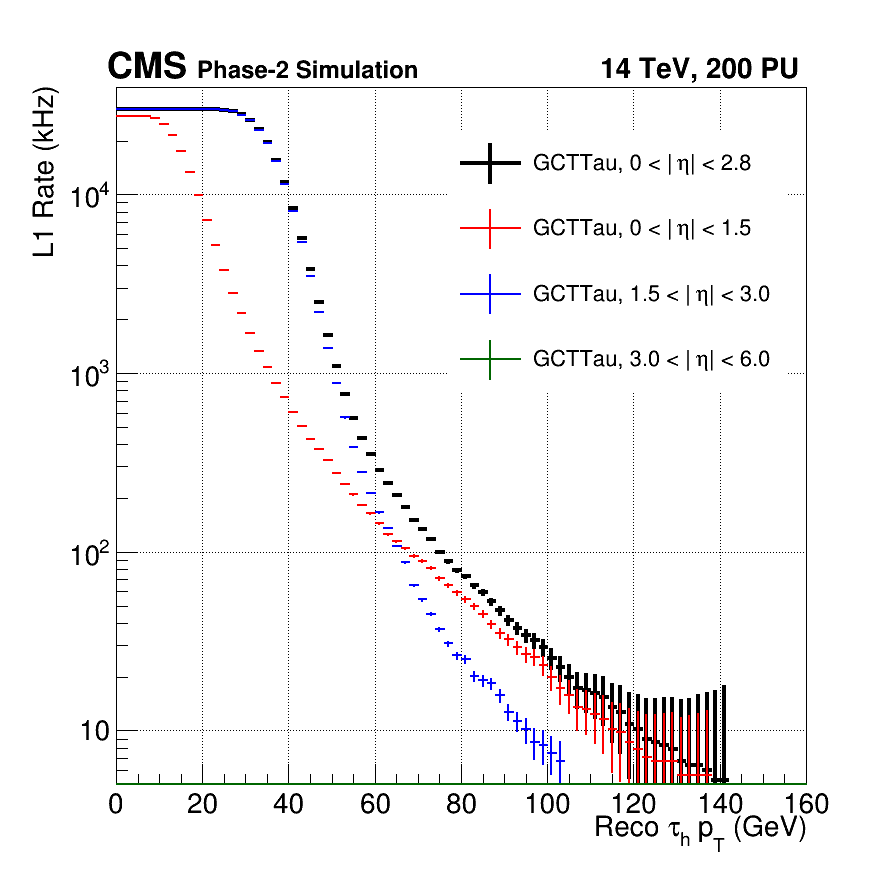 CMS Phase-2 Simulation 14 TeV, 200 PU
L1 Rate (kHz)
GCTTau, 0 < | η| < 2.8
GCTTau, 0 < | η| < 1.5
GCTTau, 1.5 < | η| < 3.0
GCTTau, 3.0 < | η| < 6.0
10⁴
10³
10²
10
0 20 40 60 80 100 120 140 160
Reco τₕ p_T (GeV)